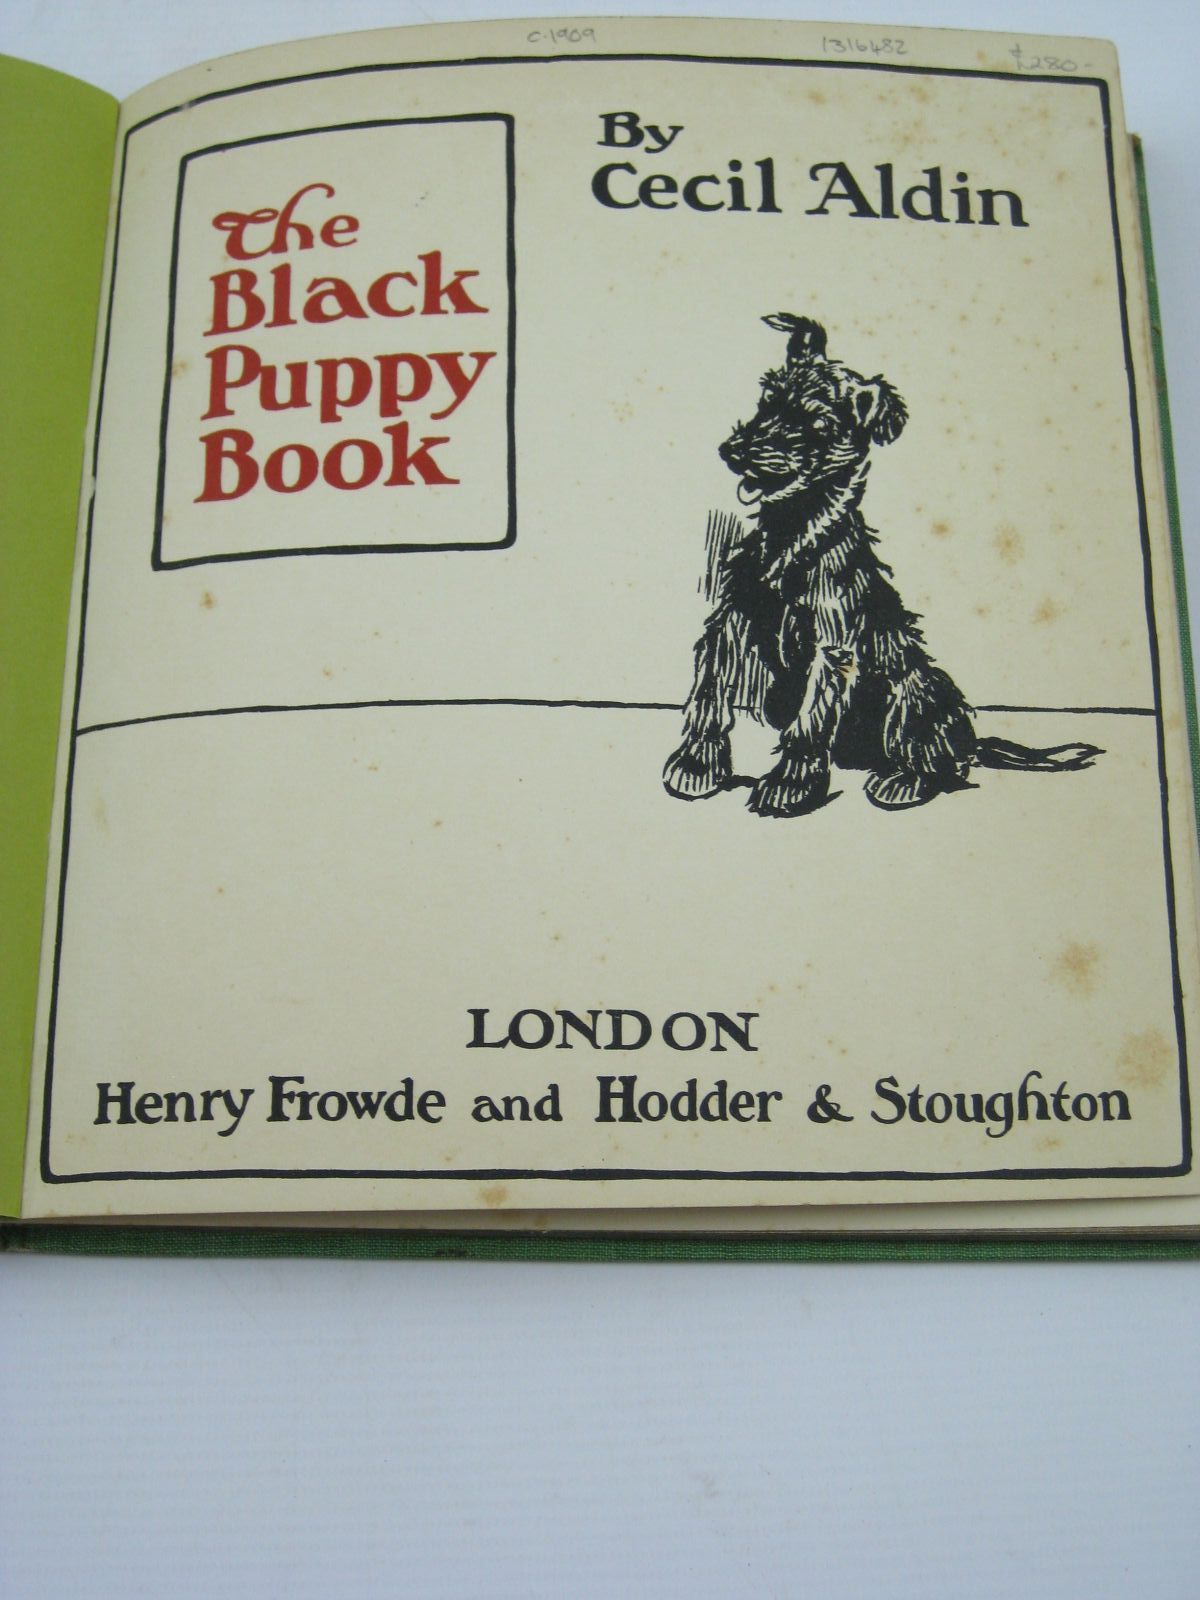 c.1909 1316482 £280-
The
Black
Puppy
Book
By
Cecil Aldin
LONDON
Henry Frowde and Hodder & Stoughton